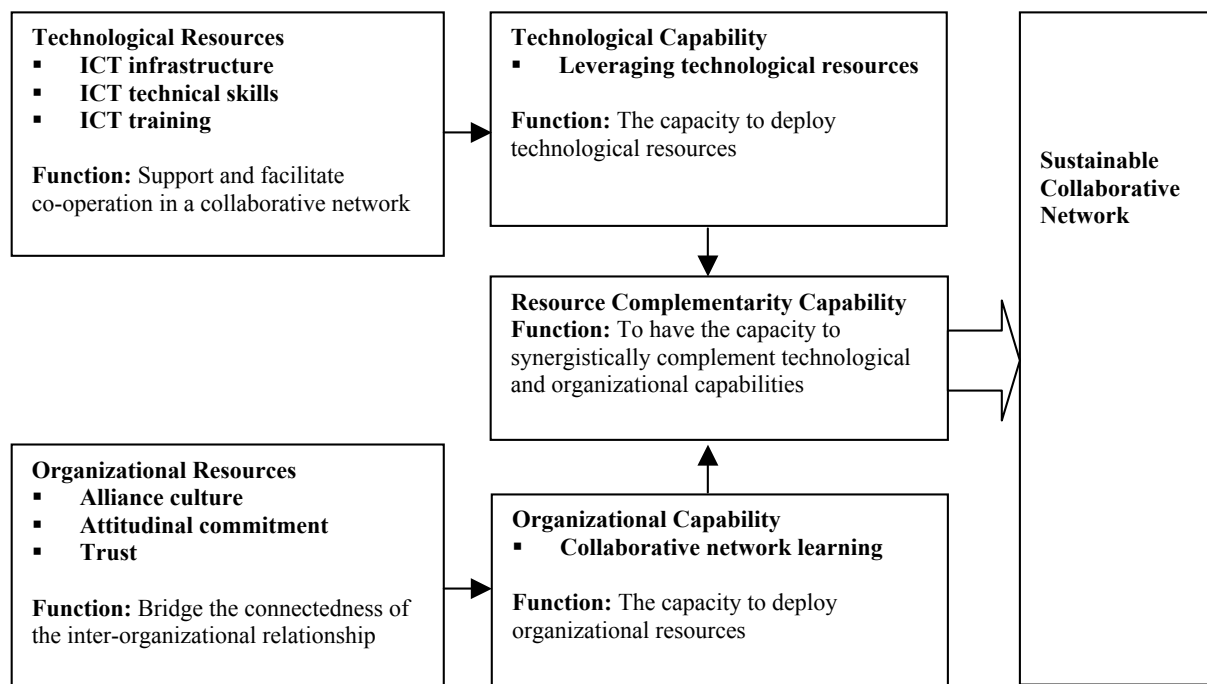 Technological Resources
▪ ICT infrastructure
▪ ICT technical skills
▪ ICT training
Function: Support and facilitate
co-operation in a collaborative network
Technological Capability
▪ Leveraging technological resources
Function: The capacity to deploy
technological resources
Resource Complementarity Capability
Function: To have the capacity to
synergistically complement technological
and organizational capabilities
Organizational Resources
▪ Alliance culture
▪ Attitudinal commitment
▪ Trust
Function: Bridge the connectedness of
the inter-organizational relationship
Organizational Capability
▪ Collaborative network learning
Function: The capacity to deploy
organizational resources
Sustainable
Collaborative
Network